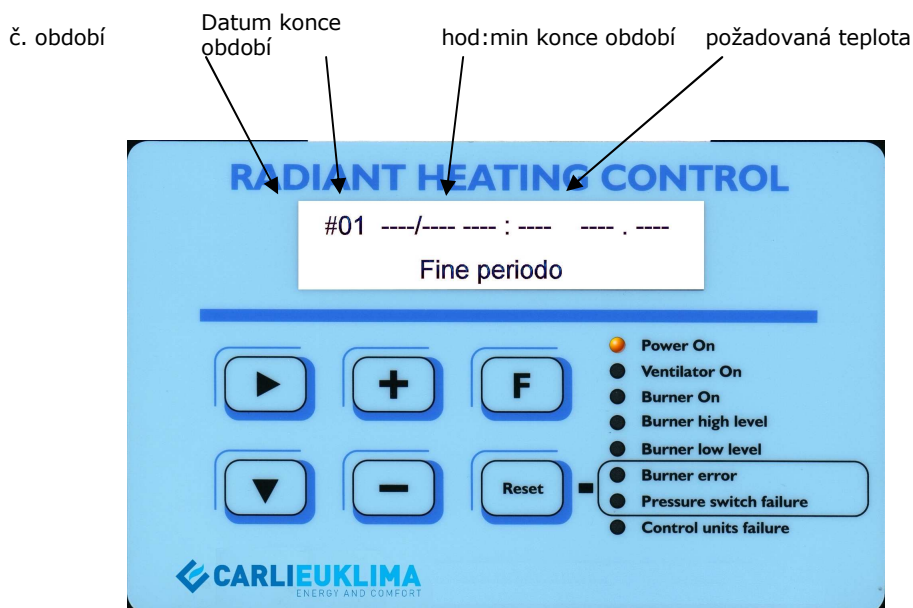 č. období
Datum konce
období
hod:min konce období
požadovaná teplota
RADIANT HEATING CONTROL
#01 ----/---- ---- : ---- ---- . ----
Fine periodo
+
F
Power On
Ventilator On
Burner On
Burner high level
Burner low level
Burner error
Pressure switch failure
Control units failure
-
Reset
CARLIEUKLIMA
ENERGY AND COMFORT